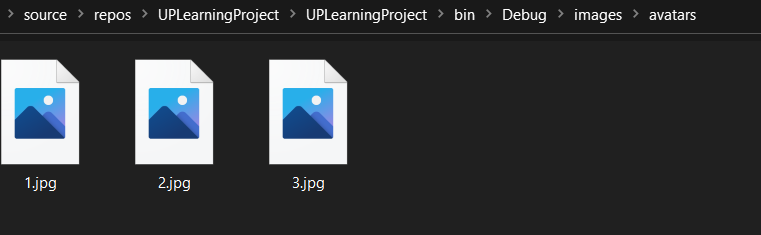 source > repos > UPLearningProject > UPLearningProject > bin > Debug > images > avatars
1.jpg 2.jpg 3.jpg